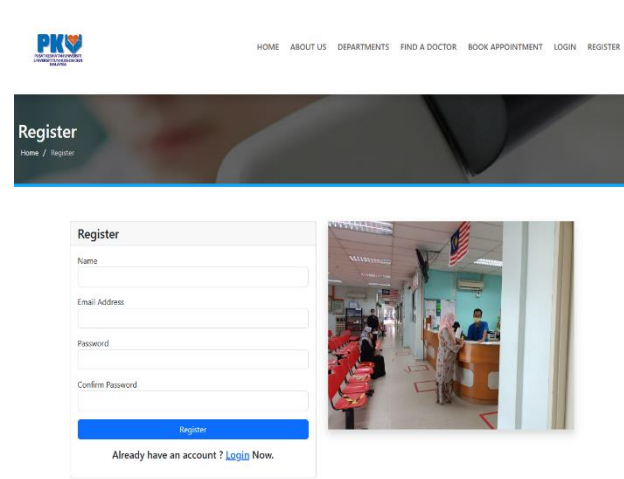 PKU
HOME ABOUT US DEPARTMENTS FIND A DOCTOR BOOK APPOINTMENT LOGIN REGISTER
Register
Home / Register
Register
Name
Email Address
Password
Confirm Password
Register
Already have an account ? Login Now.